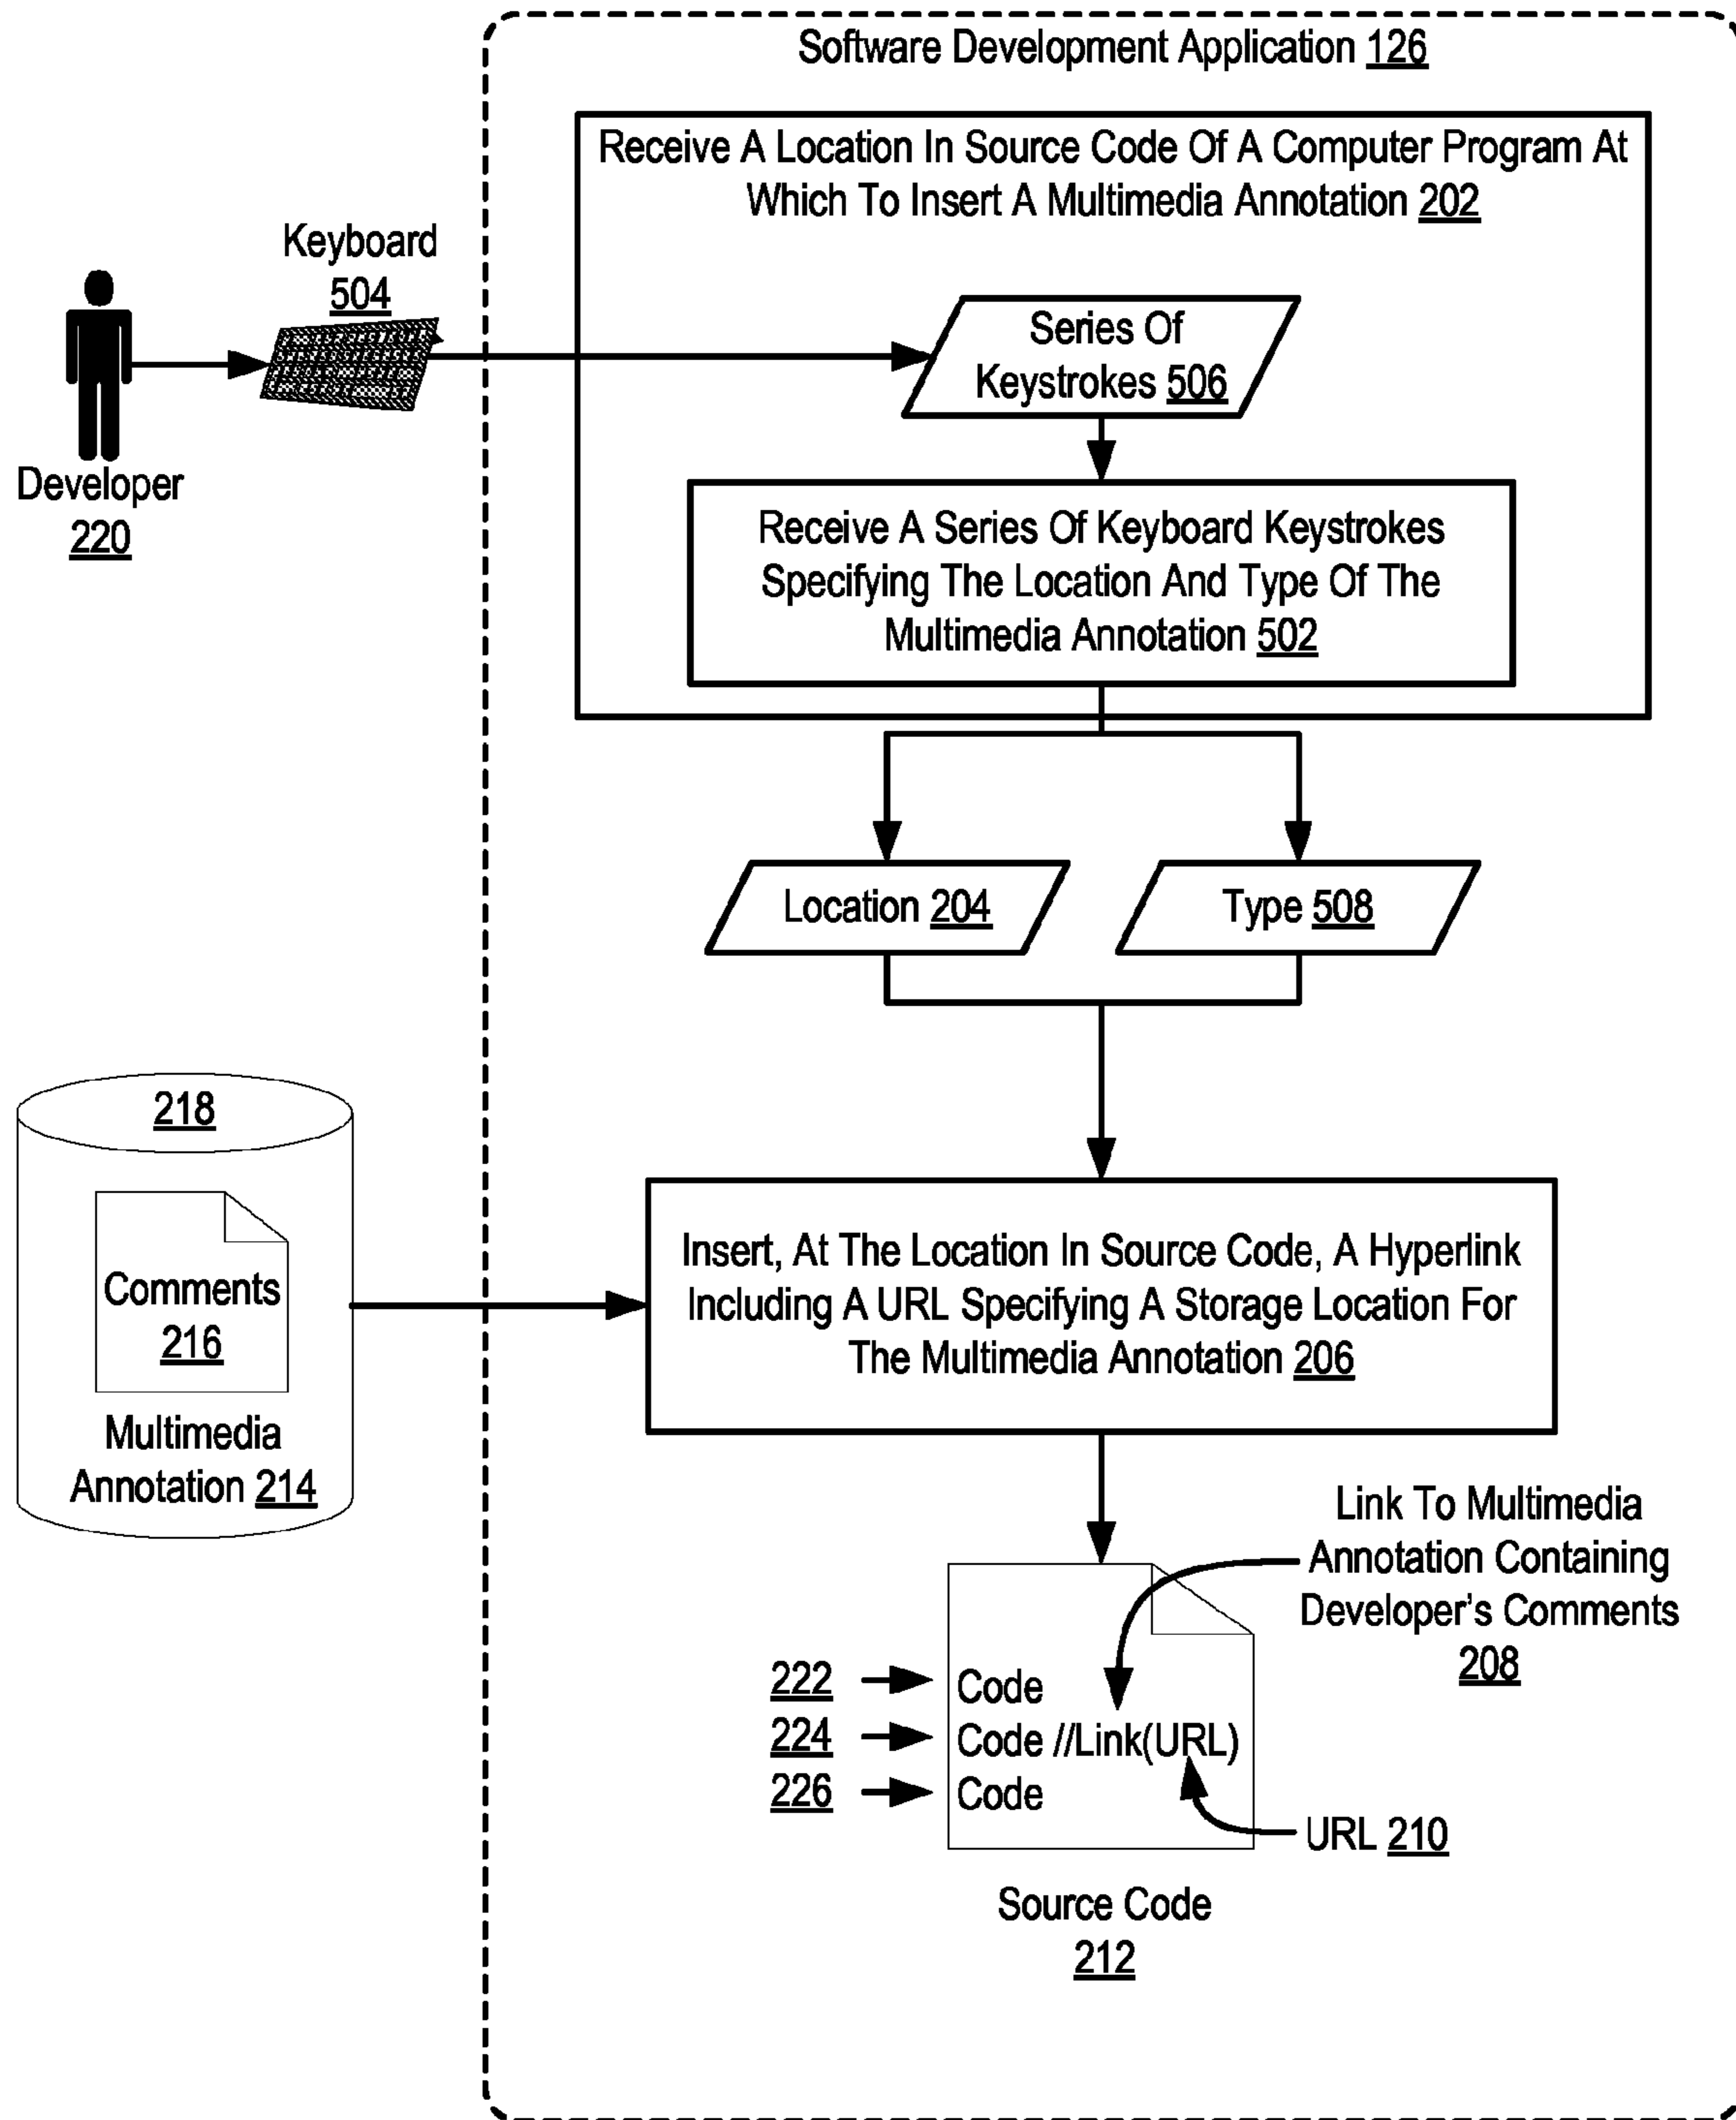 Software Development Application 126
Receive A Location In Source Code Of A Computer Program At
Which To Insert A Multimedia Annotation 202
Keyboard
504
Series Of
Keystrokes 506
Developer
220
Receive A Series Of Keyboard Keystrokes
Specifying The Location And Type Of The
Multimedia Annotation 502
Location 204
Type 508
218
Comments
216
Multimedia
Annotation 214
Insert, At The Location In Source Code, A Hyperlink
Including A URL Specifying A Storage Location For
The Multimedia Annotation 206
Link To Multimedia
Annotation Containing
Developer's Comments
208
222
Code
224
Code //Link(URL)
226
Code
URL 210
Source Code
212